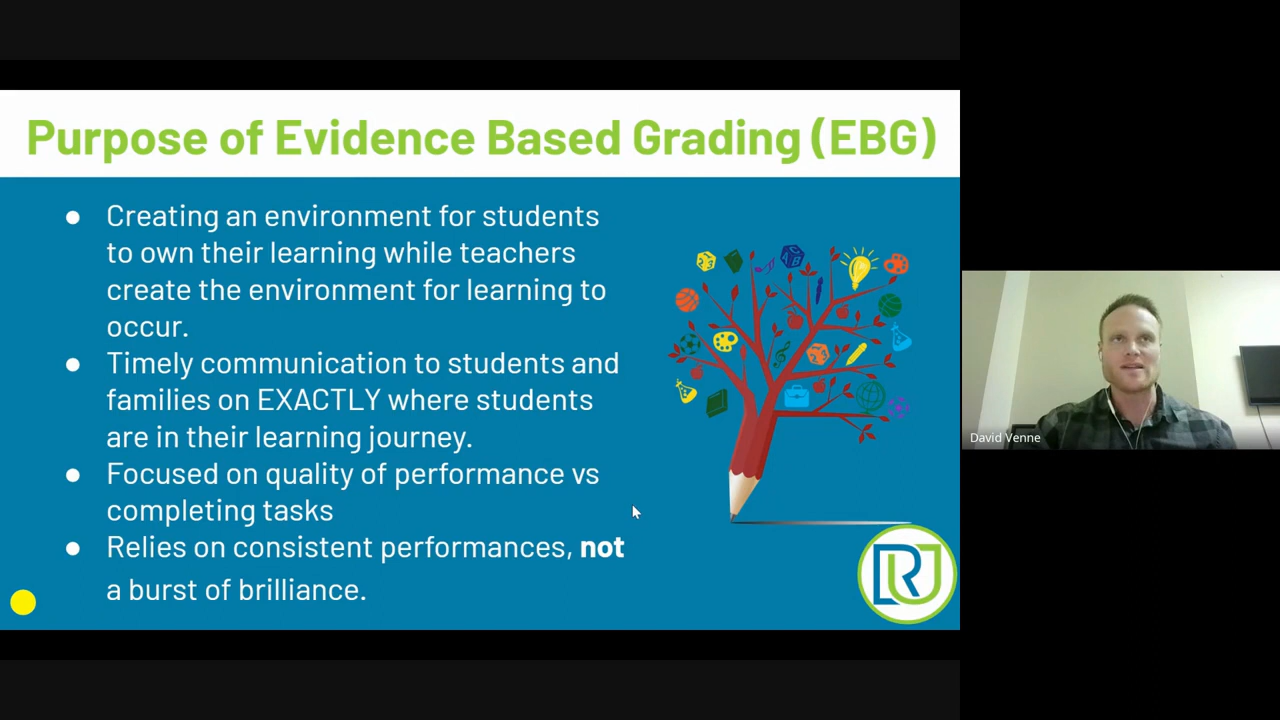 Purpose of Evidence Based Grading (EBG)
● Creating an environment for students
to own their learning while teachers
create the environment for learning to
occur.
● Timely communication to students and
families on EXACTLY where students
are in their learning journey.
● Focused on quality of performance vs
completing tasks
● Relies on consistent performances, not
a burst of brilliance.
David Venne